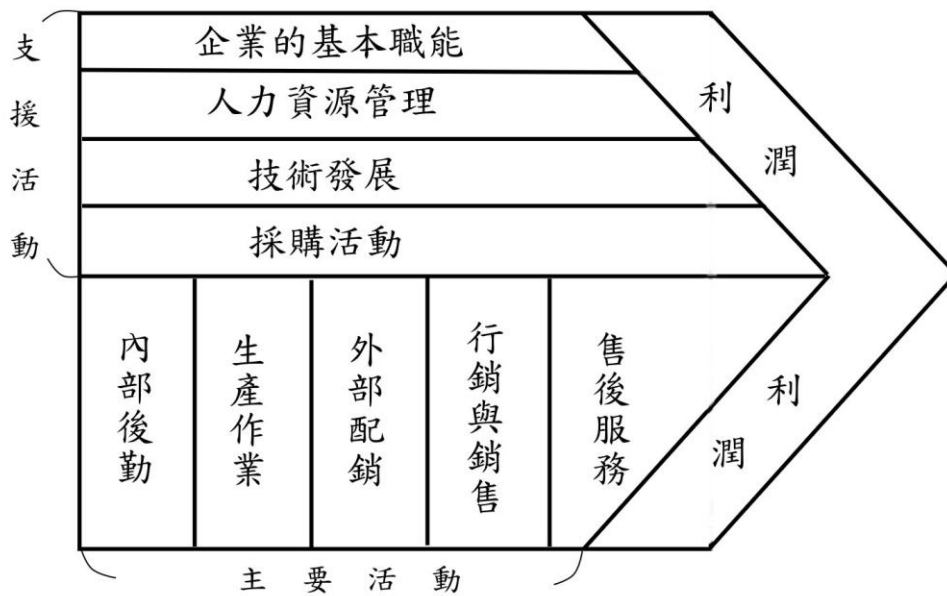 支援活動
企業的基本職能
人力資源管理
技術發展
採購活動
利潤
內部後勤
生產作業
外部配銷
行銷與銷售
售後服務
利潤
主要活動